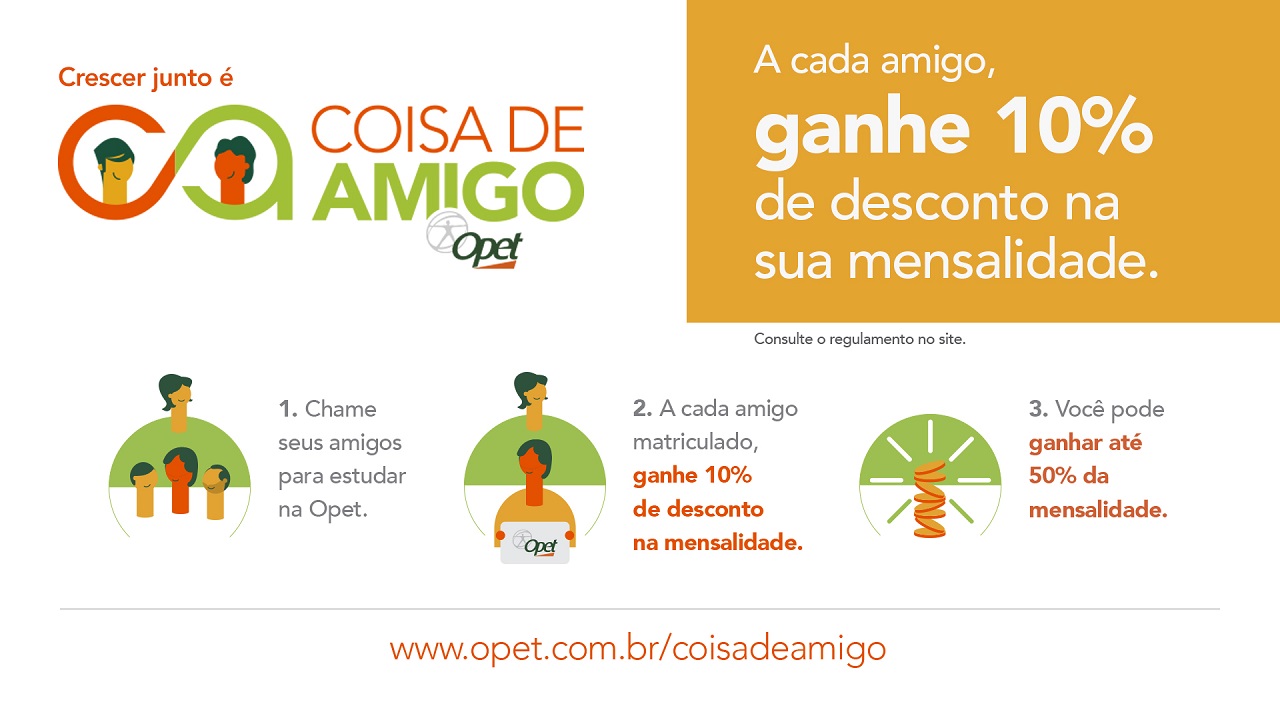 Crescer junto é
COISA DE
AMIGO
Opet
A cada amigo,
ganhe 10%
de desconto na
sua mensalidade.
Consulte o regulamento no site.
1. Chame
seus amigos
para estudar
na Opet.
Opet
2. A cada amigo
matriculado,
ganhe 10%
de desconto
na mensalidade.
3. Você pode
ganhar até
50% da
mensalidade.
www.opet.com.br/coisadeamigo